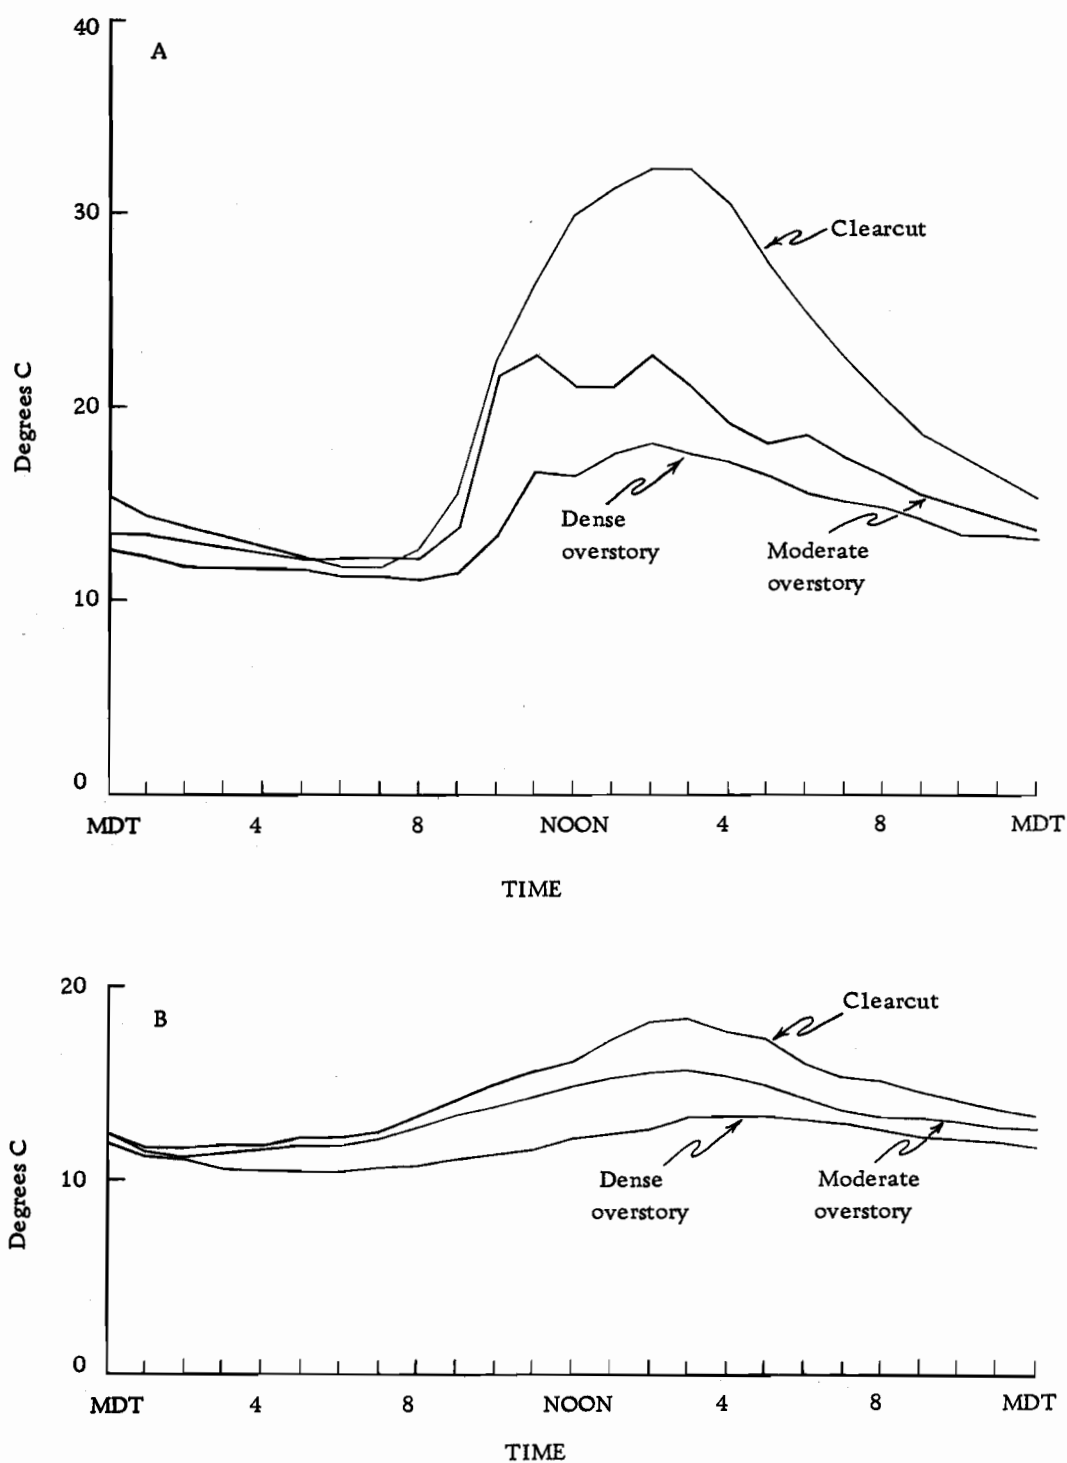 40
A
30
Clearcut
Degrees C
20
Dense
overstory
Moderate
overstory
10
0
MDT 4 8 NOON 4 8 MDT
TIME
20
B
Clearcut
Degrees C
10
Dense
overstory
Moderate
overstory
0
MDT 4 8 NOON 4 8 MDT
TIME